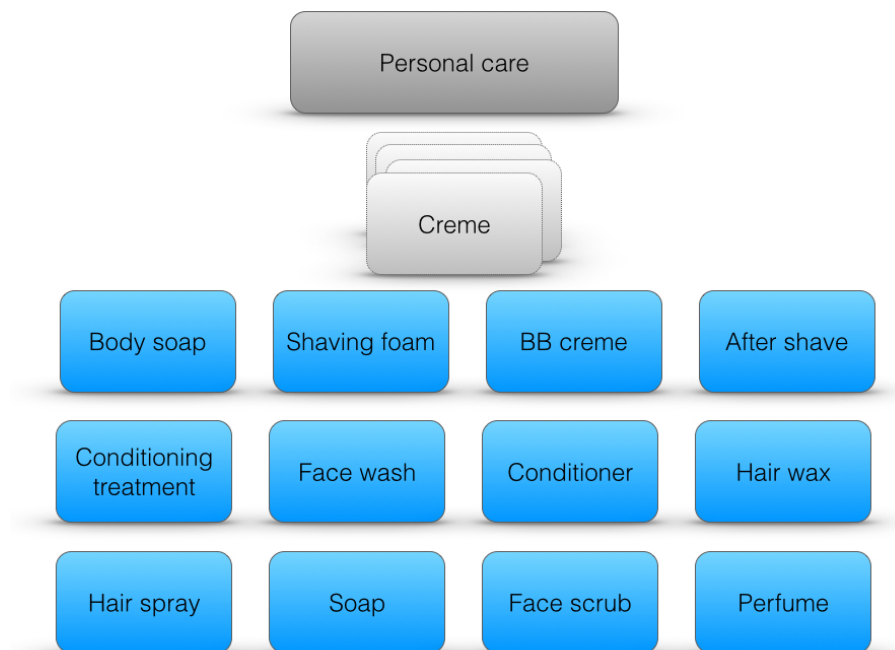 Personal care
Creme
Body soap
Shaving foam
BB creme
After shave
Conditioning
treatment
Face wash
Conditioner
Hair wax
Hair spray
Soap
Face scrub
Perfume